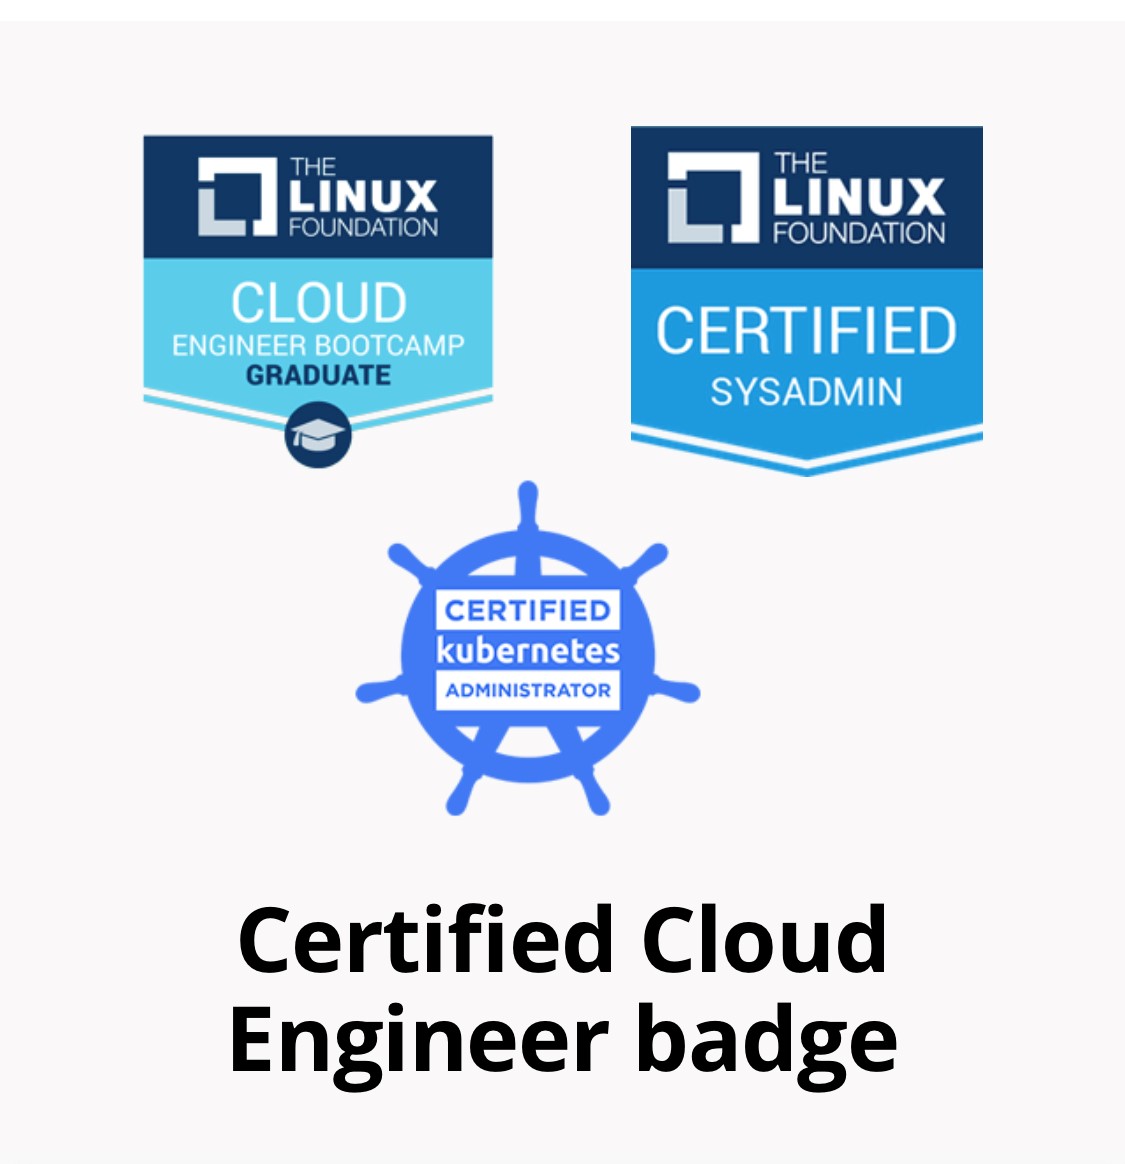 THE
LINUX
FOUNDATION
CLOUD
ENGINEER BOOTCAMP
GRADUATE
THE
LINUX
FOUNDATION
CERTIFIED
SYSADMIN
CERTIFIED
kubernetes
ADMINISTRATOR
Certified Cloud
Engineer badge